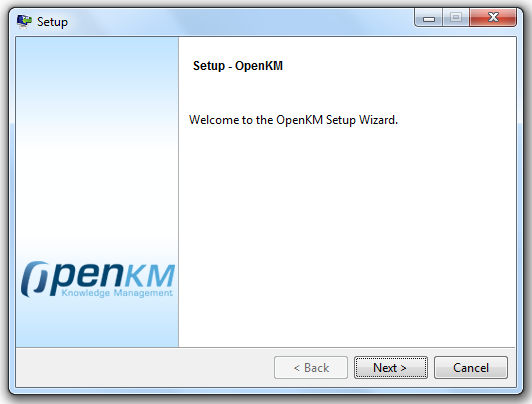 Setup
Setup - OpenKM
Welcome to the OpenKM Setup Wizard.
OpenKM
Knowledge Management
< Back
Next >
Cancel